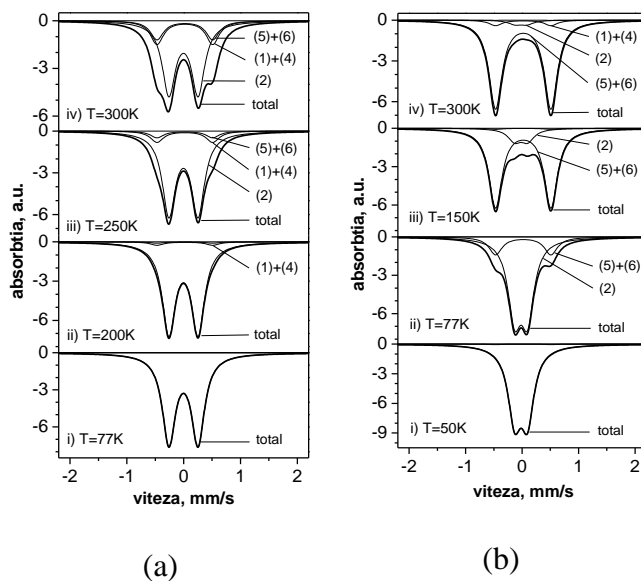 0
-3
-6
iv) T=300K
(5)+(6)
(1)+(4)
(2)
total
0
-3
-6
iii) T=250K
(5)+(6)
(1)+(4)
(2)
total
0
-3
-6
ii) T=200K
(1)+(4)
total
0
-3
-6
i) T=77K
total
-2 -1 0 1 2
viteza, mm/s
absorbtia, a.u.
(a)
0
-3
-6
iv) T=300K
(1)+(4)
(2)
(5)+(6)
total
0
-3
-6
iii) T=150K
(2)
(5)+(6)
total
0
-3
-6
ii) T=77K
(5)+(6)
(2)
total
0
-3
-6
-9
i) T=50K
total
-2 -1 0 1 2
viteza, mm/s
absorbtia, a.u.
(b)